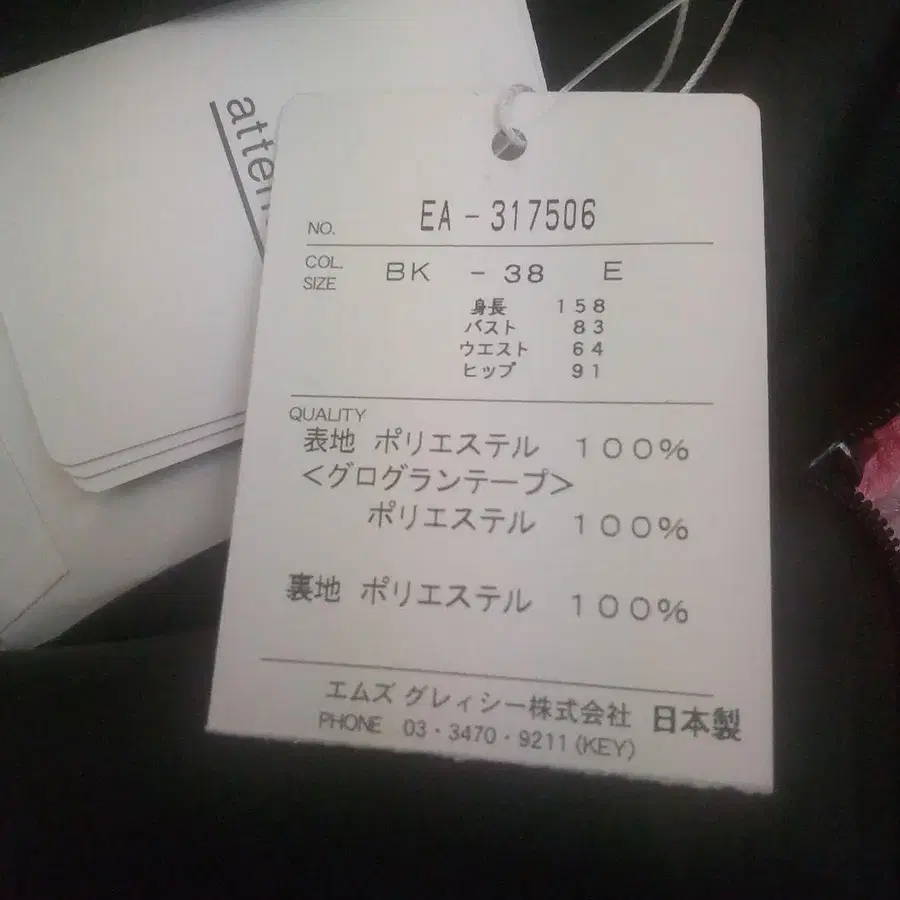 NO. EA-317506
COL. SIZE BK - 38 E
身長 158
バスト 83
ウエスト 64
ヒップ 91
QUALITY
表地 ポリエステル 100%
<グログランテープ>
ポリエステル 100%
裏地 ポリエステル 100%
エムズ グレィシー株式会社 日本製
PHONE 03・3470・9211 (KEY)